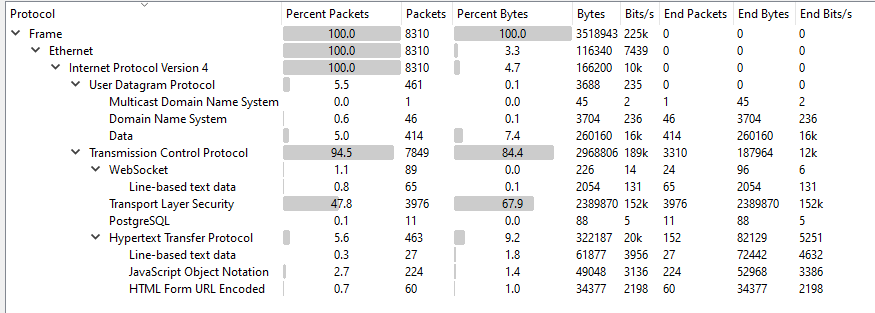 Protocol Percent Packets Packets Percent Bytes Bytes Bits/s End Packets End Bytes End Bits/s
Frame 100.0 8310 100.0 3518943 225k 0 0 0
Ethernet 100.0 8310 3.3 116340 7439 0 0 0
Internet Protocol Version 4 100.0 8310 4.7 166200 10k 0 0 0
User Datagram Protocol 5.5 461 0.1 3688 235 0 0 0
Multicast Domain Name System 0.0 1 0.0 45 2 1 45 2
Domain Name System 0.6 46 0.1 3704 236 46 3704 236
Data 5.0 414 7.4 260160 16k 414 260160 16k
Transmission Control Protocol 94.5 7849 84.4 2968806 189k 3310 187964 12k
WebSocket 1.1 89 0.0 226 14 24 96 6
Line-based text data 0.8 65 0.1 2054 131 65 2054 131
Transport Layer Security 47.8 3976 67.9 2389870 152k 3976 2389870 152k
PostgreSQL 0.1 11 0.0 88 5 11 88 5
Hypertext Transfer Protocol 5.6 463 9.2 322187 20k 152 82129 5251
Line-based text data 0.3 27 1.8 61877 3956 27 72442 4632
JavaScript Object Notation 2.7 224 1.4 49048 3136 224 52968 3386
HTML Form URL Encoded 0.7 60 1.0 34377 2198 60 34377 2198